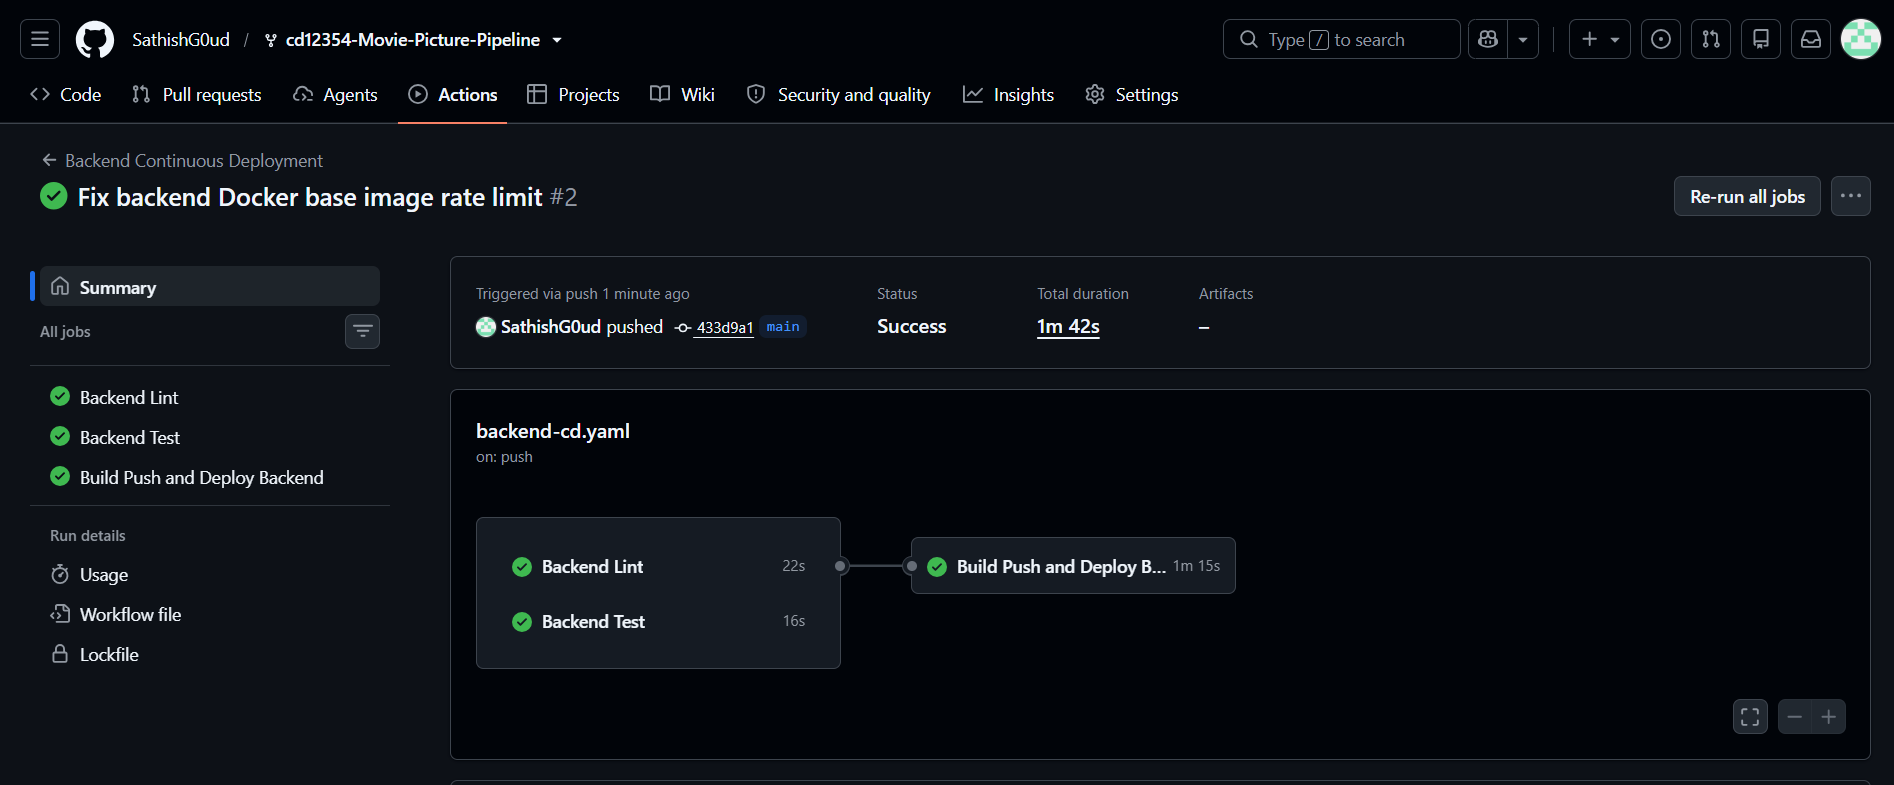 SathishG0ud / cd12354-Movie-Picture-Pipeline
Type / to search
Code Pull requests Agents Actions Projects Wiki Security and quality Insights Settings
Backend Continuous Deployment
Fix backend Docker base image rate limit #2
Re-run all jobs
Summary
All jobs
Backend Lint
Backend Test
Build Push and Deploy Backend
Run details
Usage
Workflow file
Lockfile
Triggered via push 1 minute ago
SathishG0ud pushed 433d9a1 main
Status
Success
Total duration
1m 42s
Artifacts
–
backend-cd.yaml
on: push
Backend Lint 22s
Backend Test 16s
Build Push and Deploy B... 1m 15s